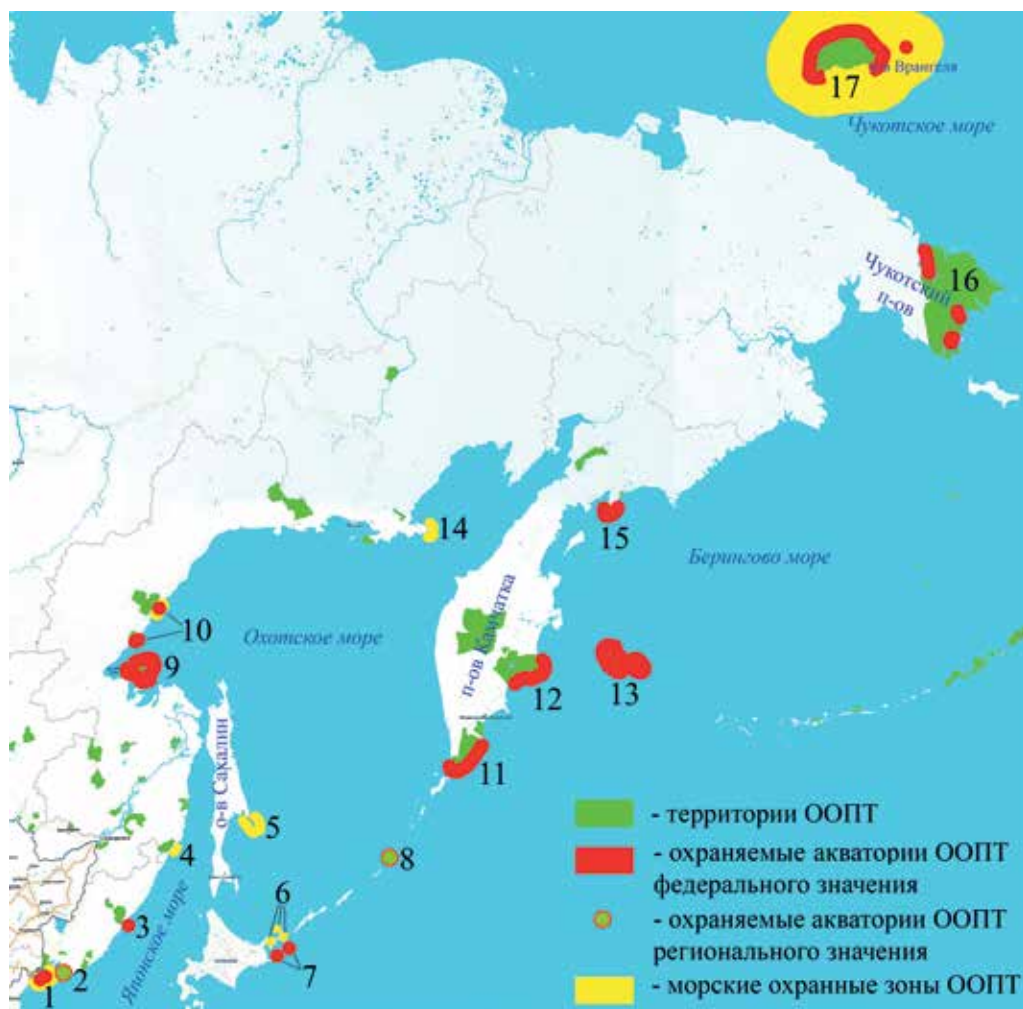 о-в Врангеля
17
Чукотское море
Чукотский
п-ов
16
14
15
Берингово море
п-ов Камчатка
10
Охотское море
9
12
13
о-в Сахалин
11
5
4
8
3
6
7
Японское море
1
2
- территории ООПТ
- охраняемые акватории ООПТ
федерального значения
- охраняемые акватории ООПТ
регионального значения
- морские охранные зоны ООПТ